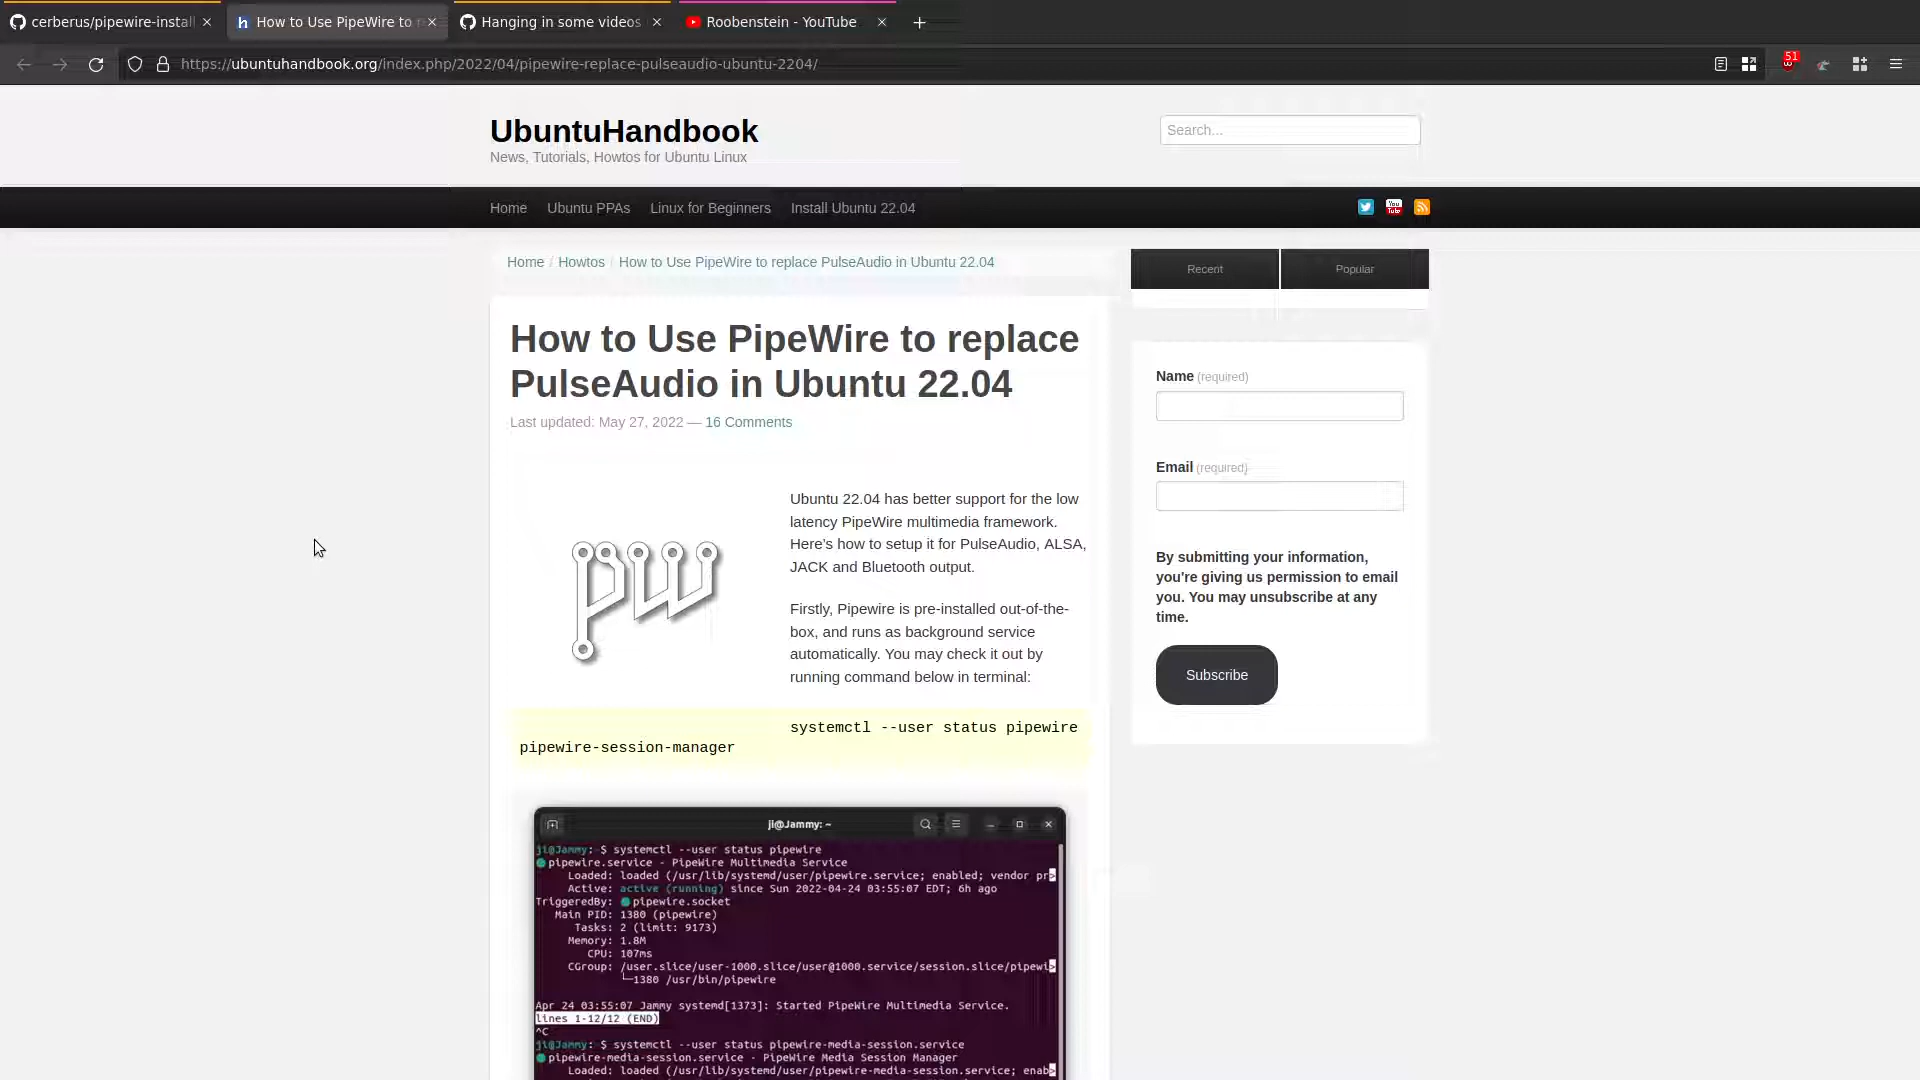 cerberus/pipewire-instal
How to Use PipeWire to r
Hanging in some videos
Roobenstein - YouTube
https://ubuntuhandbook.org/index.php/2022/04/pipewire-replace-pulseaudio-ubuntu-2204/
51
UbuntuHandbook
News, Tutorials, Howtos for Ubuntu Linux
Search...
Home
Ubuntu PPAs
Linux for Beginners
Install Ubuntu 22.04
You
Tube
Home / Howtos / How to Use PipeWire to replace PulseAudio in Ubuntu 22.04
Recent
Popular
How to Use PipeWire to replace
PulseAudio in Ubuntu 22.04
Last updated: May 27, 2022 — 16 Comments
pw
Ubuntu 22.04 has better support for the low
latency PipeWire multimedia framework.
Here's how to setup it for PulseAudio, ALSA,
JACK and Bluetooth output.
Firstly, Pipewire is pre-installed out-of-the-
box, and runs as background service
automatically. You may check it out by
running command below in terminal:
systemctl --user status pipewire
pipewire-session-manager
Name (required)
Email (required)
By submitting your information,
you're giving us permission to email
you. You may unsubscribe at any
time.
Subscribe
ji@Jammy: ~
ji@Jammy:~$ systemctl --user status pipewire
pipewire.service - PipeWire Multimedia Service
Loaded: loaded (/usr/lib/systemd/user/pipewire.service; enabled; vendor pr>
Active: active (running) since Sun 2022-04-24 03:55:07 EDT; 6h ago
TriggeredBy: pipewire.socket
Main PID: 1380 (pipewire)
Tasks: 2 (limit: 9173)
Memory: 1.8M
CPU: 107ms
CGroup: /user.slice/user-1000.slice/user@1000.service/session.slice/pipewi>
└─1380 /usr/bin/pipewire
Apr 24 03:55:07 Jammy systemd[1373]: Started PipeWire Multimedia Service.
lines 1-12/12 (END)
^C
ji@Jammy:~$ systemctl --user status pipewire-media-session.service
pipewire-media-session.service - PipeWire Media Session Manager
Loaded: loaded (/usr/lib/systemd/user/pipewire-media-session.service; enab>